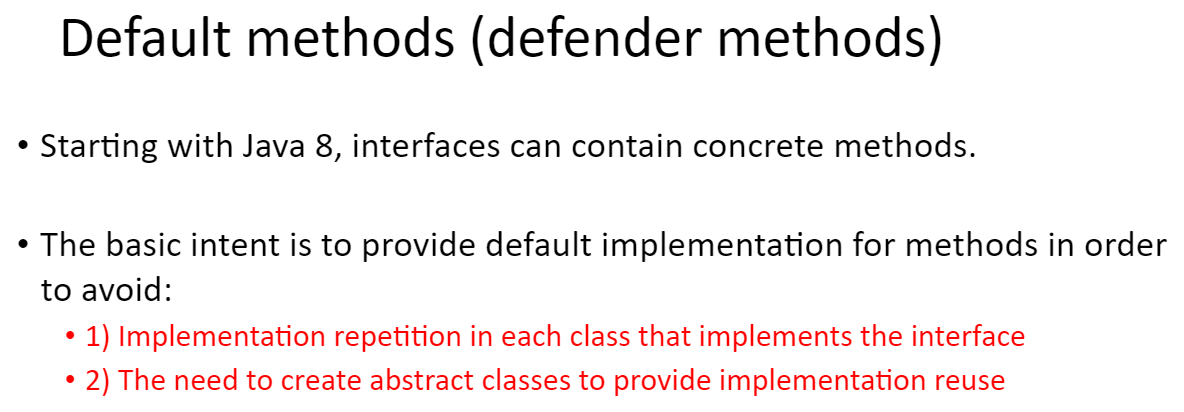 Default methods (defender methods)
• Starting with Java 8, interfaces can contain concrete methods.
• The basic intent is to provide default implementation for methods in order
to avoid:
• 1) Implementation repetition in each class that implements the interface
• 2) The need to create abstract classes to provide implementation reuse